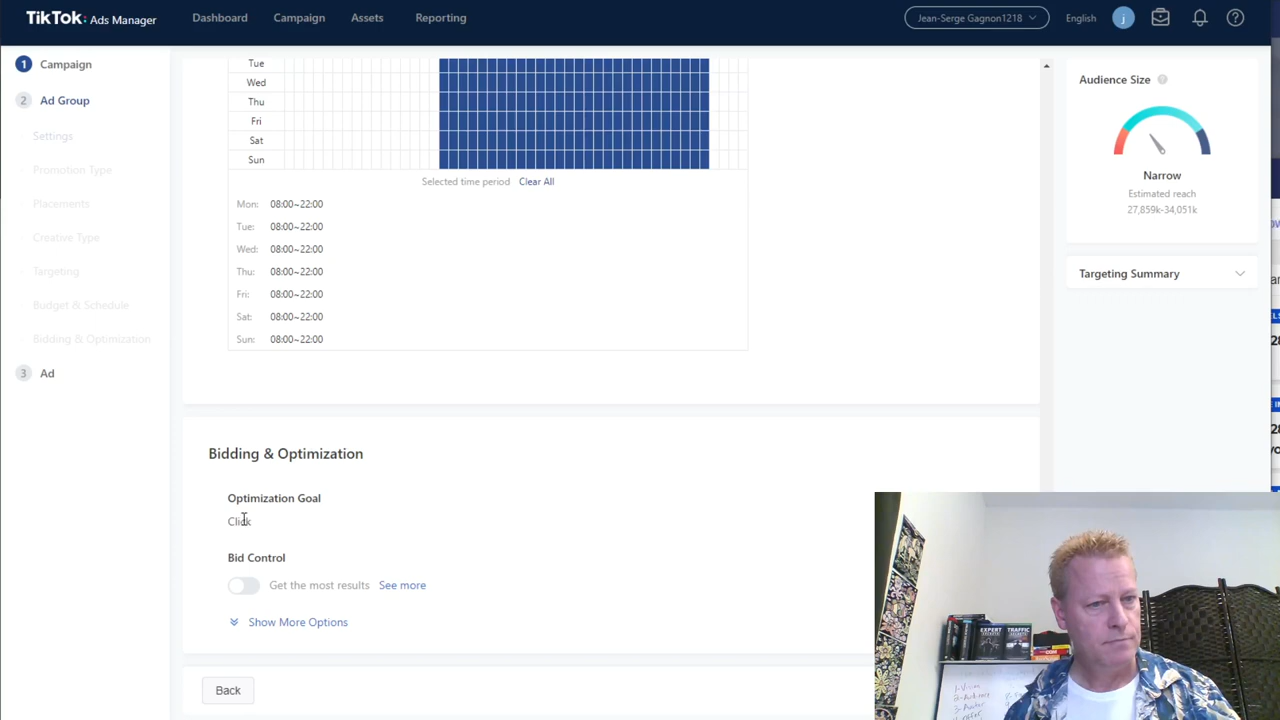 TikTok: Ads Manager
Dashboard
Campaign
Assets
Reporting
Jean-Serge Gagnon1218
English
j
1 Campaign
2 Ad Group
Settings
Promotion Type
Placements
Creative Type
Targeting
Budget & Schedule
Bidding & Optimization
3 Ad
Tue
Wed
Thu
Fri
Sat
Sun
Selected time period Clear All
Mon: 08:00~22:00
Tue: 08:00~22:00
Wed: 08:00~22:00
Thu: 08:00~22:00
Fri: 08:00~22:00
Sat: 08:00~22:00
Sun: 08:00~22:00
Bidding & Optimization
Optimization Goal
Click
Bid Control
Get the most results See more
Show More Options
Back
Audience Size
Narrow
Estimated reach
27,859k-34,051k
Targeting Summary
EXPERT
SECRETS
TRAFFIC
SECRETS